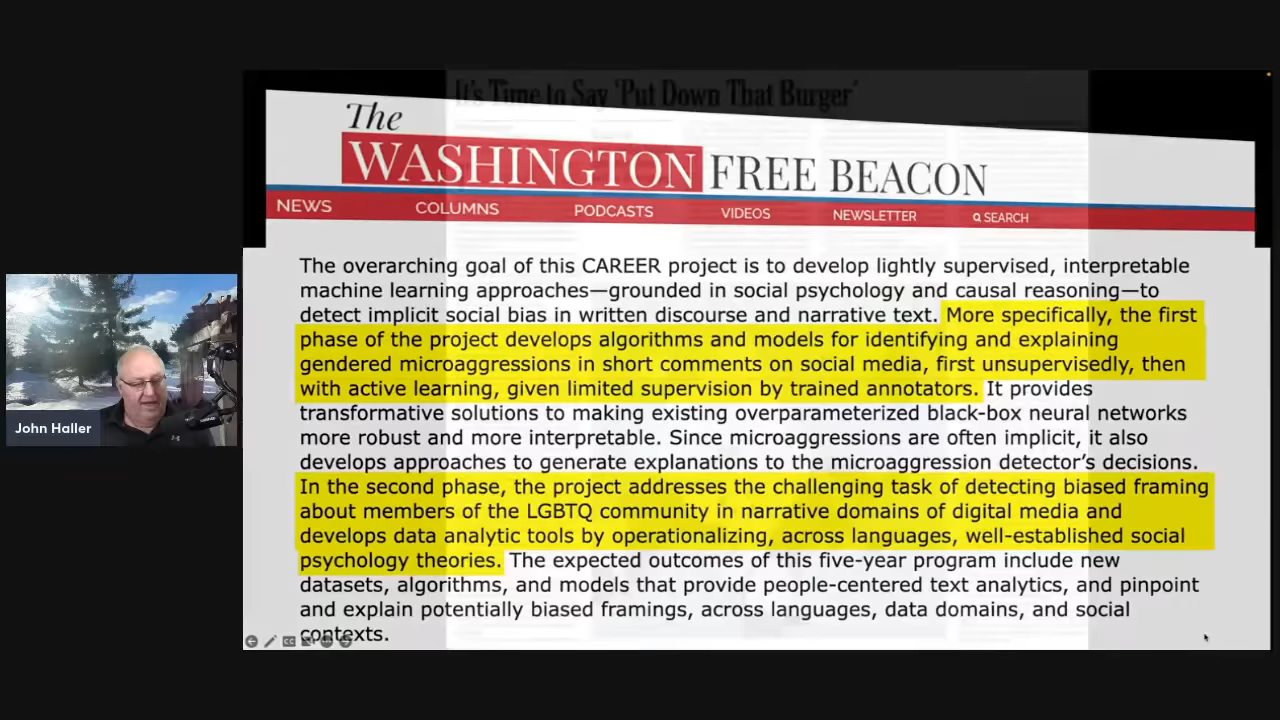 It's Time to Say 'Put Down That Burger'
The
WASHINGTON FREE BEACON
NEWS COLUMNS PODCASTS VIDEOS NEWSLETTER SEARCH
The overarching goal of this CAREER project is to develop lightly supervised, interpretable
machine learning approaches—grounded in social psychology and causal reasoning—to
detect implicit social bias in written discourse and narrative text. More specifically, the first
phase of the project develops algorithms and models for identifying and explaining
gendered microaggressions in short comments on social media, first unsupervisedly, then
with active learning, given limited supervision by trained annotators. It provides
transformative solutions to making existing overparameterized black-box neural networks
more robust and more interpretable. Since microaggressions are often implicit, it also
develops approaches to generate explanations to the microaggression detector's decisions.
In the second phase, the project addresses the challenging task of detecting biased framing
about members of the LGBTQ community in narrative domains of digital media and
develops data analytic tools by operationalizing, across languages, well-established social
psychology theories. The expected outcomes of this five-year program include new
datasets, algorithms, and models that provide people-centered text analytics, and pinpoint
and explain potentially biased framings, across languages, data domains, and social
contexts.
John Haller